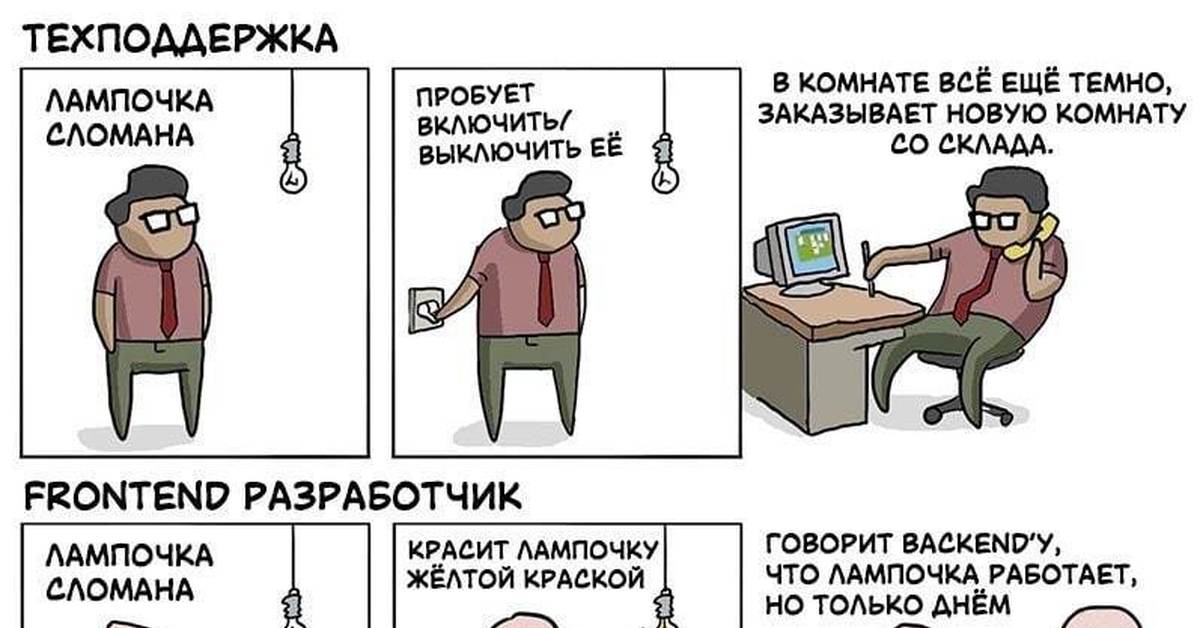 ТЕХПОДДЕРЖКА
ЛАМПОЧКА
СЛОМАНА
ПРОБУЕТ
ВКЛЮЧИТЬ/
ВЫКЛЮЧИТЬ ЕЁ
В КОМНАТЕ ВСЁ ЕЩЁ ТЕМНО,
ЗАКАЗЫВАЕТ НОВУЮ КОМНАТУ
СО СКЛАДА.
FRONTEND РАЗРАБОТЧИК
ЛАМПОЧКА
СЛОМАНА
КРАСИТ ЛАМПОЧКУ
ЖЁЛТОЙ КРАСКОЙ
ГОВОРИТ BACKEND'У,
ЧТО ЛАМПОЧКА РАБОТАЕТ,
НО ТОЛЬКО ДНЁМ